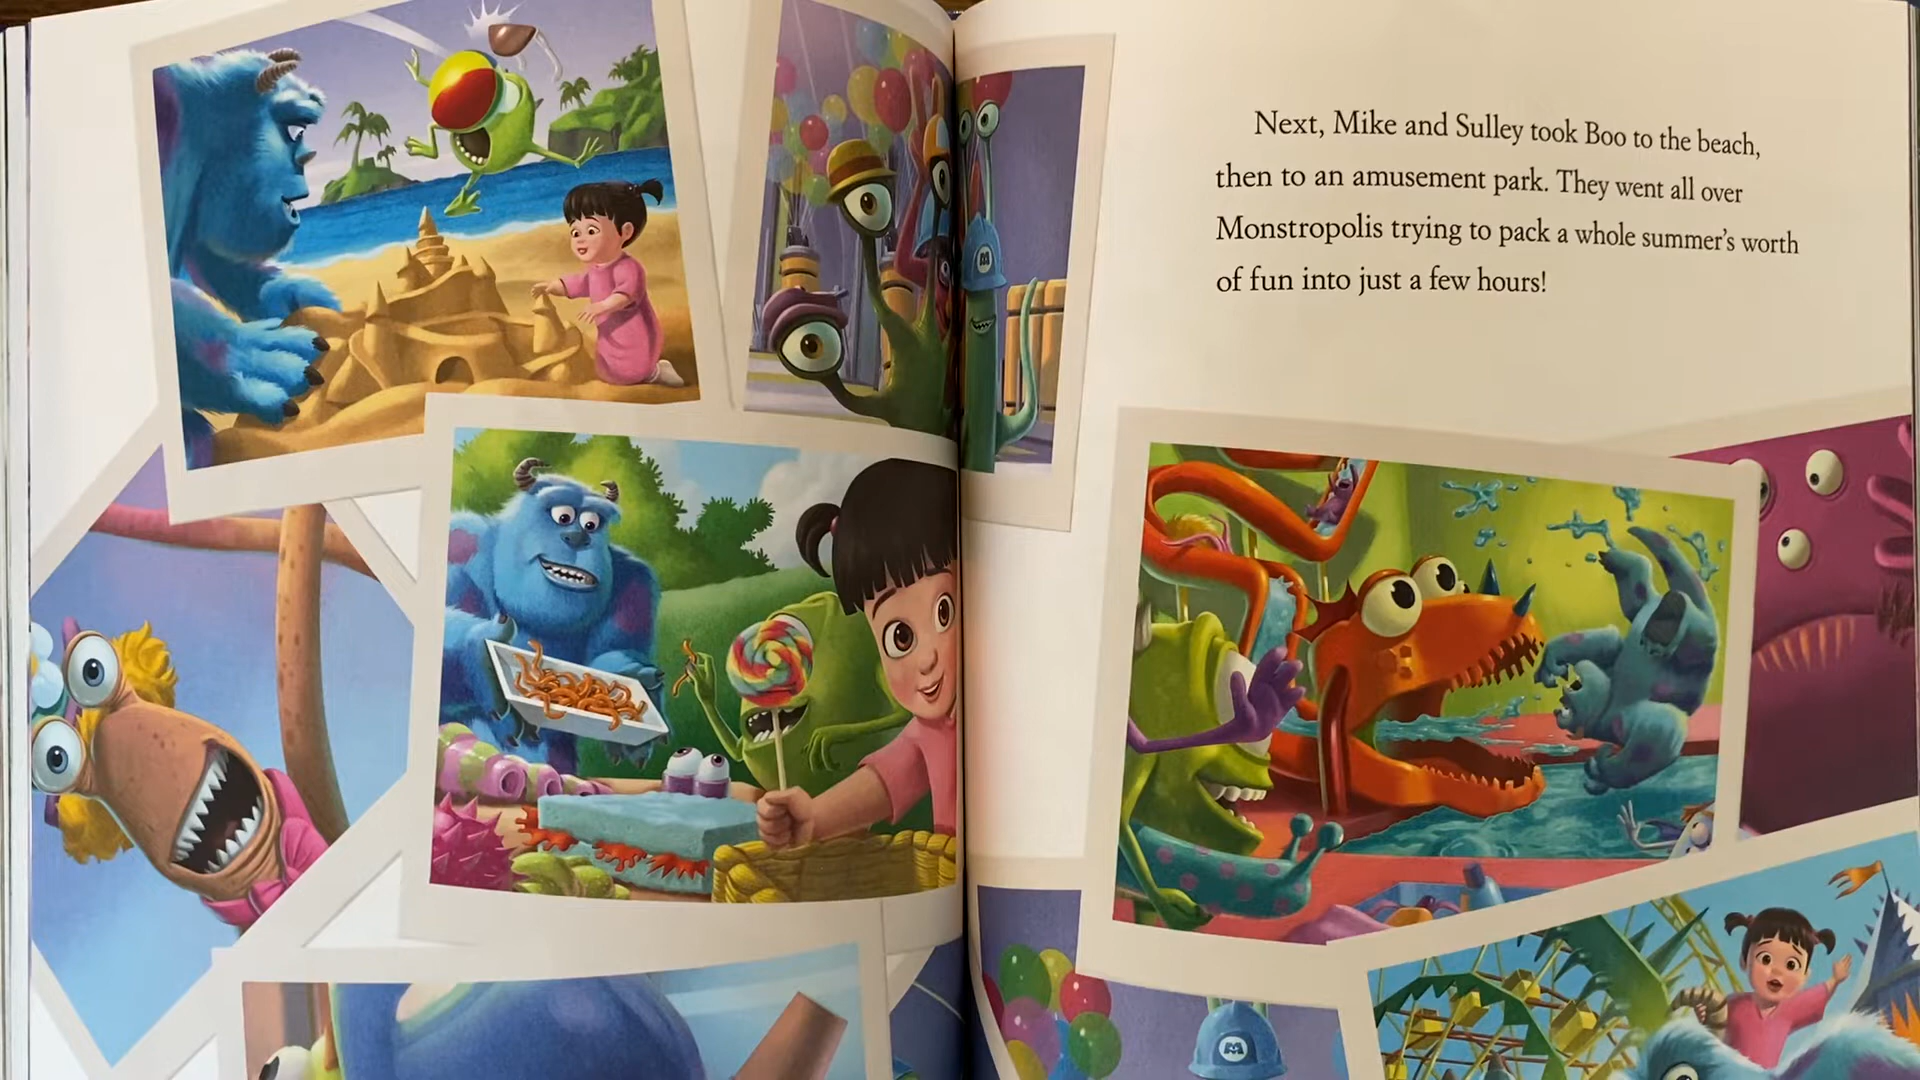 Next, Mike and Sulley took Boo to the beach,
then to an amusement park. They went all over
Monstropolis trying to pack a whole summer's worth
of fun into just a few hours!